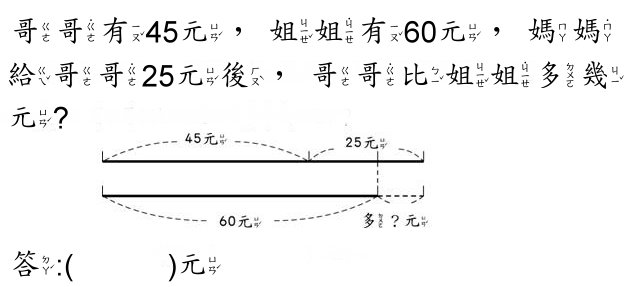 哥哥有45元，姐姐有60元，媽媽
給哥哥25元後，哥哥比姐姐多幾
元?
45元 25元
60元 多?元
答:( )元